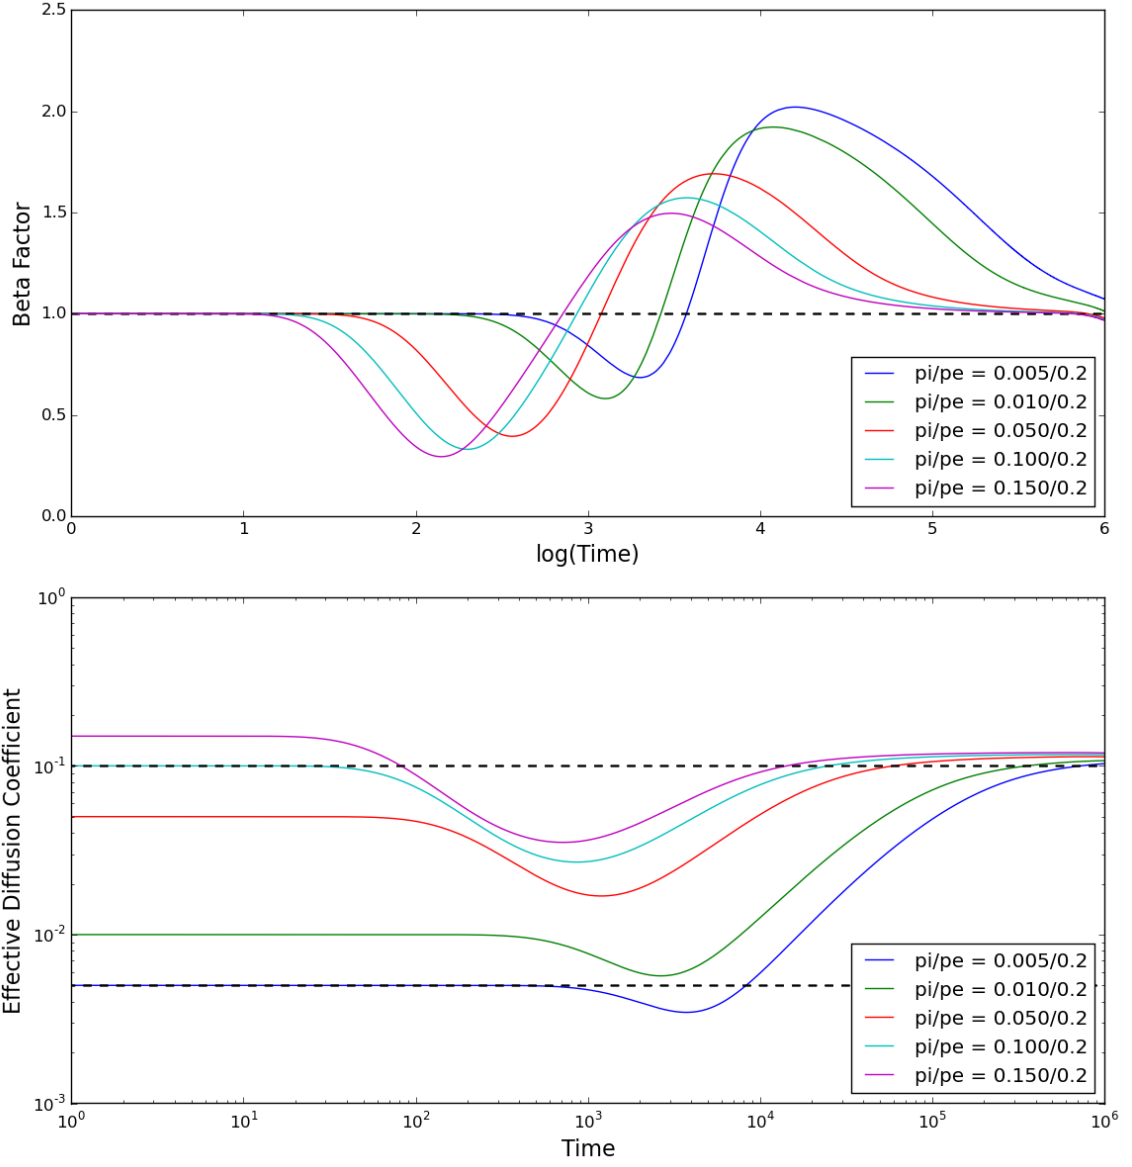 2.5
2.0
1.5
1.0
0.5
0.0
Beta Factor
0 1 2 3 4 5 6
log(Time)
pi/pe = 0.005/0.2
pi/pe = 0.010/0.2
pi/pe = 0.050/0.2
pi/pe = 0.100/0.2
pi/pe = 0.150/0.2
10^0
10^-1
10^-2
10^-3
Effective Diffusion Coefficient
10^0 10^1 10^2 10^3 10^4 10^5 10^6
Time
pi/pe = 0.005/0.2
pi/pe = 0.010/0.2
pi/pe = 0.050/0.2
pi/pe = 0.100/0.2
pi/pe = 0.150/0.2